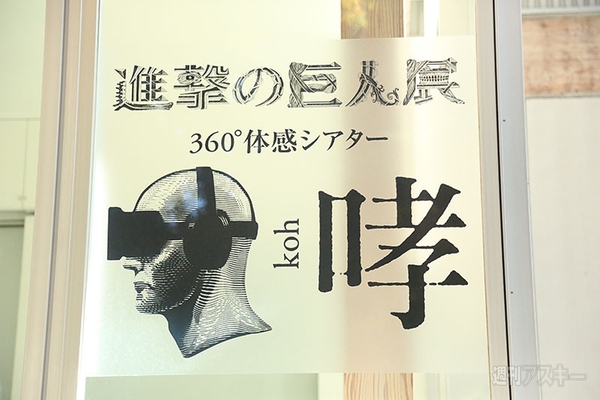 進撃の巨人展
360°体感シアター
koh
哮
週刊アスキー